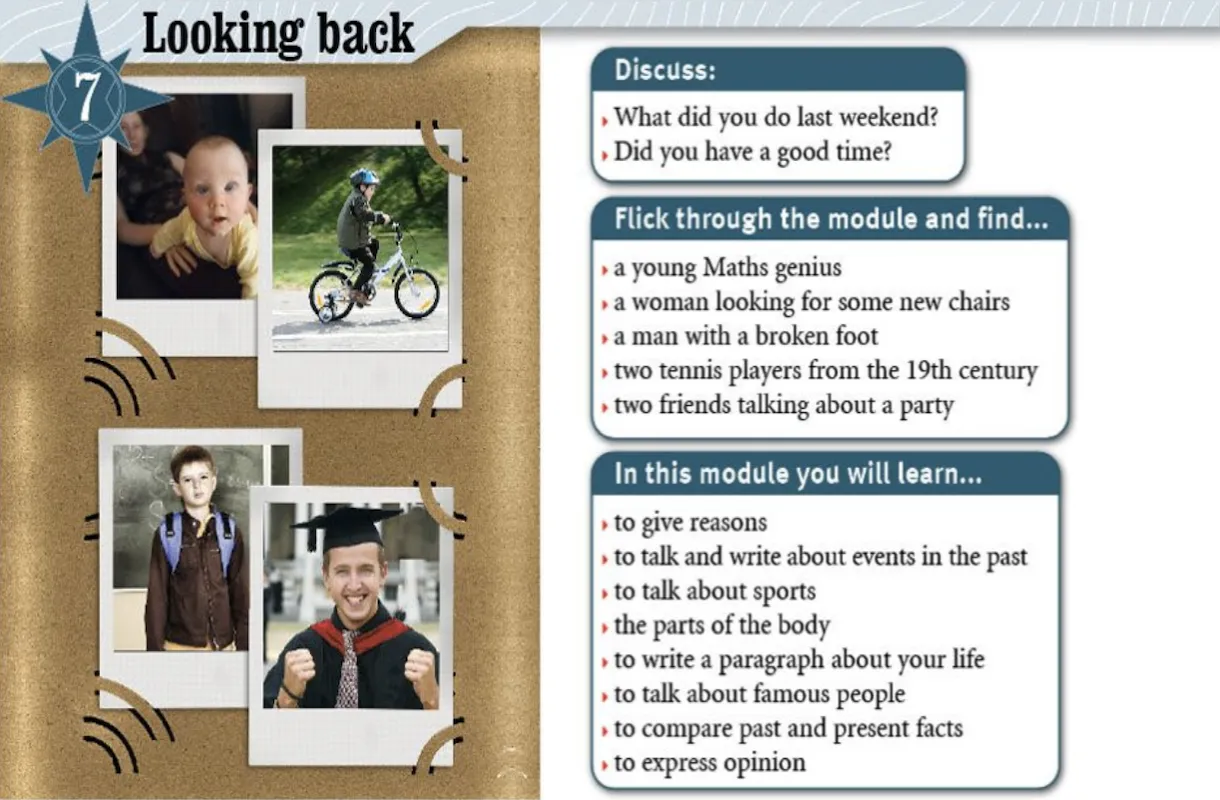 Looking back
7
Discuss:
What did you do last weekend?
Did you have a good time?
Flick through the module and find...
a young Maths genius
a woman looking for some new chairs
a man with a broken foot
two tennis players from the 19th century
two friends talking about a party
In this module you will learn...
to give reasons
to talk and write about events in the past
to talk about sports
the parts of the body
to write a paragraph about your life
to talk about famous people
to compare past and present facts
to express opinion